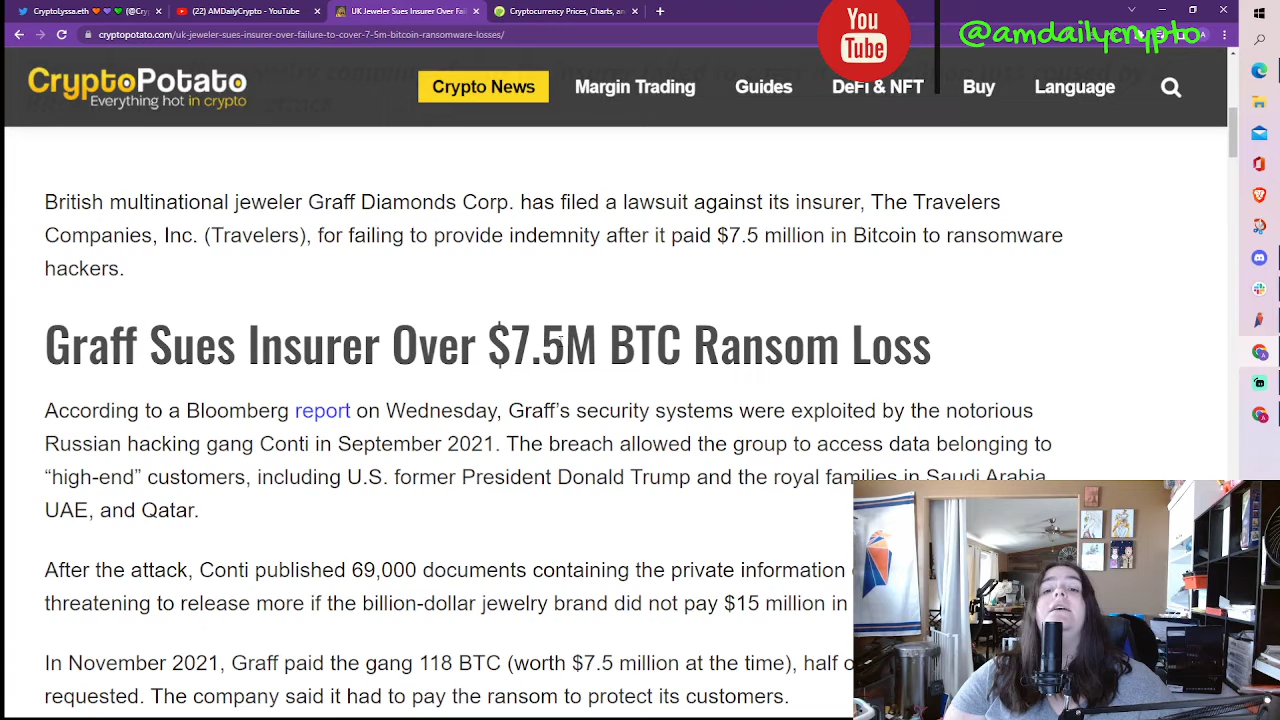 CryptoLyssa.eth 🧡💙💜 (@Cry
AMDailyCrypto - YouTube
UK Jeweler Sues Insurer Over Fail
Cryptocurrency Prices, Charts, an
cryptopotato.com/uk-jeweler-sues-insurer-over-failure-to-cover-7-5m-bitcoin-ransomware-losses/
You
Tube
@amdailycrypto
CryptoPotato
Everything hot in crypto
Crypto News
Margin Trading
Guides
DeFi & NFT
Buy
Language
British multinational jeweler Graff Diamonds Corp. has filed a lawsuit against its insurer, The Travelers
Companies, Inc. (Travelers), for failing to provide indemnity after it paid $7.5 million in Bitcoin to ransomware
hackers.
Graff Sues Insurer Over $7.5M BTC Ransom Loss
According to a Bloomberg report on Wednesday, Graff’s security systems were exploited by the notorious
Russian hacking gang Conti in September 2021. The breach allowed the group to access data belonging to
“high-end” customers, including U.S. former President Donald Trump and the royal families in Saudi Arabia,
UAE, and Qatar.
After the attack, Conti published 69,000 documents containing the private information
threatening to release more if the billion-dollar jewelry brand did not pay $15 million in
In November 2021, Graff paid the gang 118 BTC (worth $7.5 million at the time), half o
requested. The company said it had to pay the ransom to protect its customers.